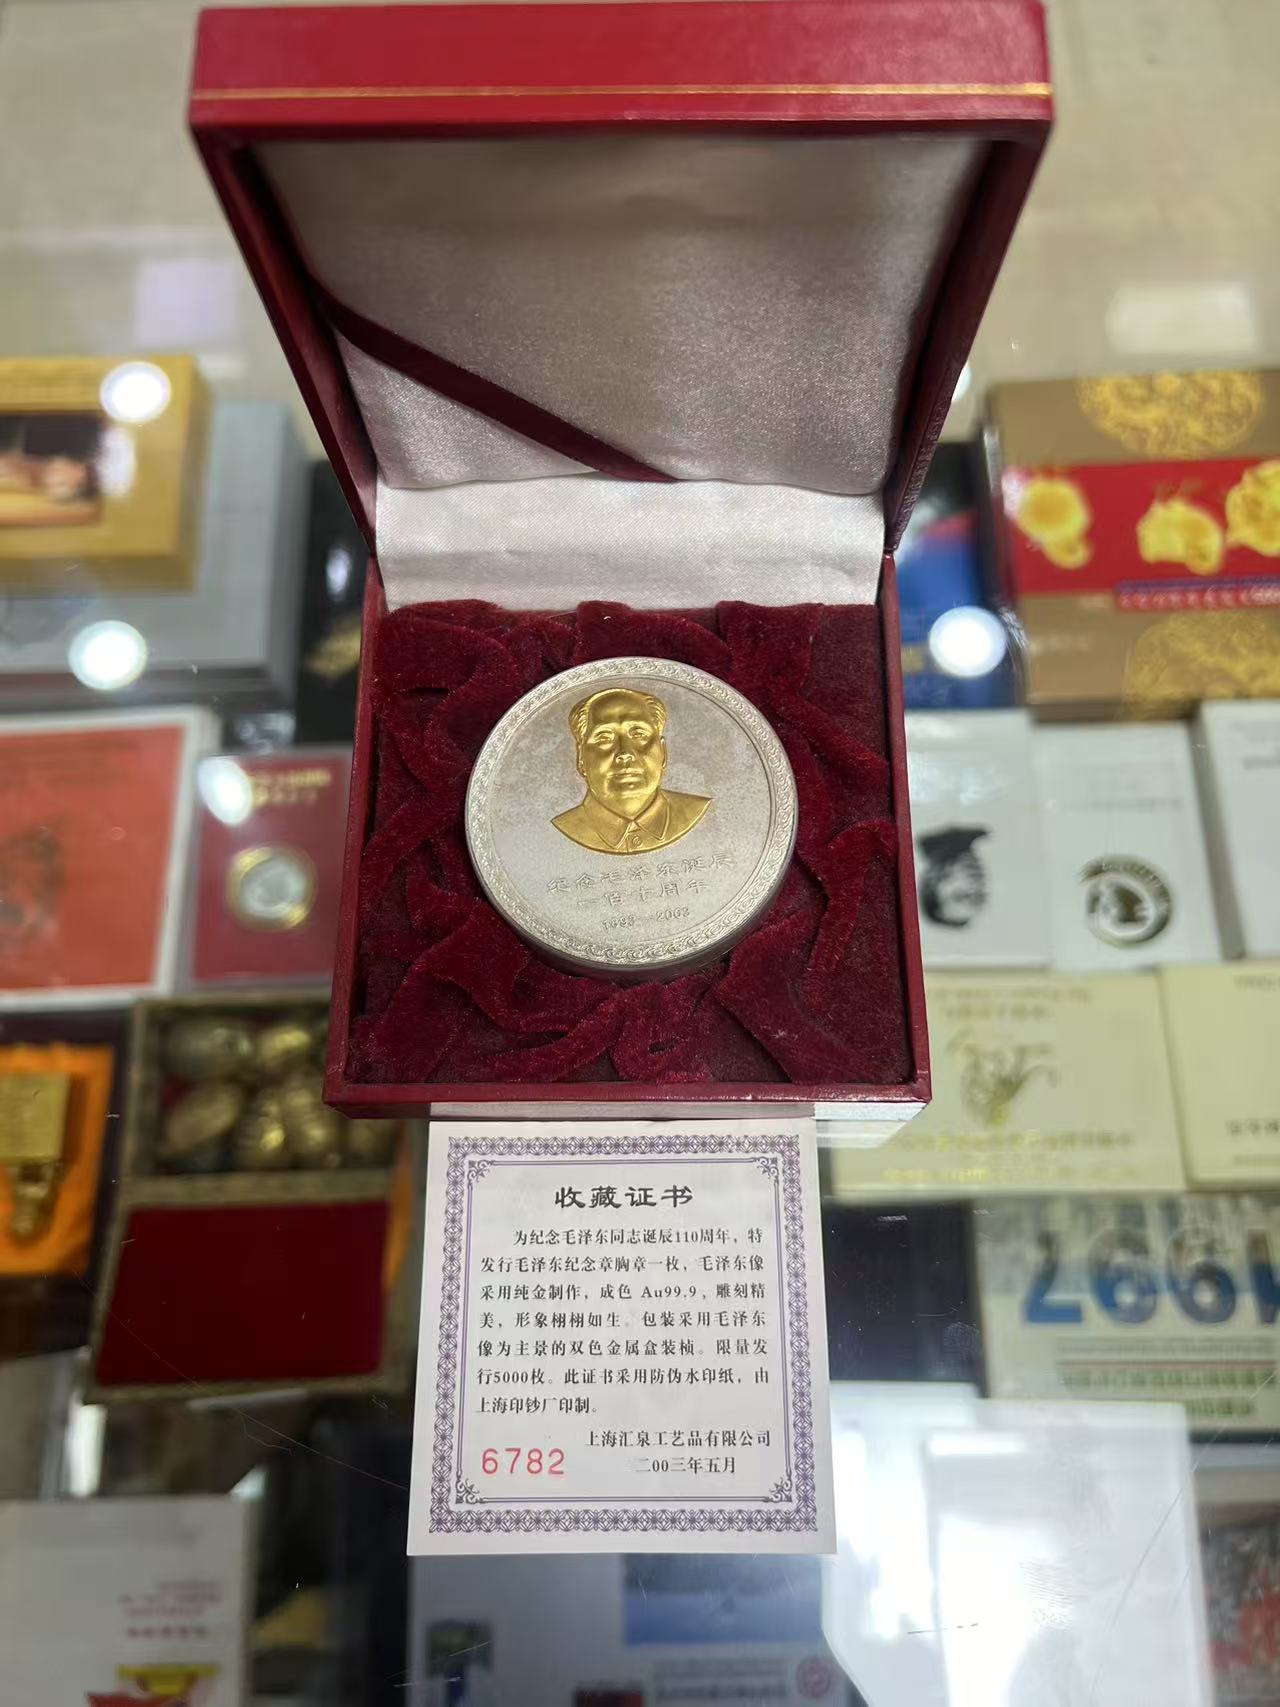 纪念毛泽东诞辰
一百一十周年
1893—2003
收藏证书
为纪念毛泽东同志诞辰110周年，特
发行毛泽东纪念章胸章一枚，毛泽东像
采用纯金制作，成色 Au99.9，雕刻精
美，形象栩栩如生。包装采用毛泽东
像为主景的双色金属盒装桢。限量发
行5000枚。此证书采用防伪水印纸，由
上海印钞厂印制。
上海汇泉工艺品有限公司
6782
二00三年五月